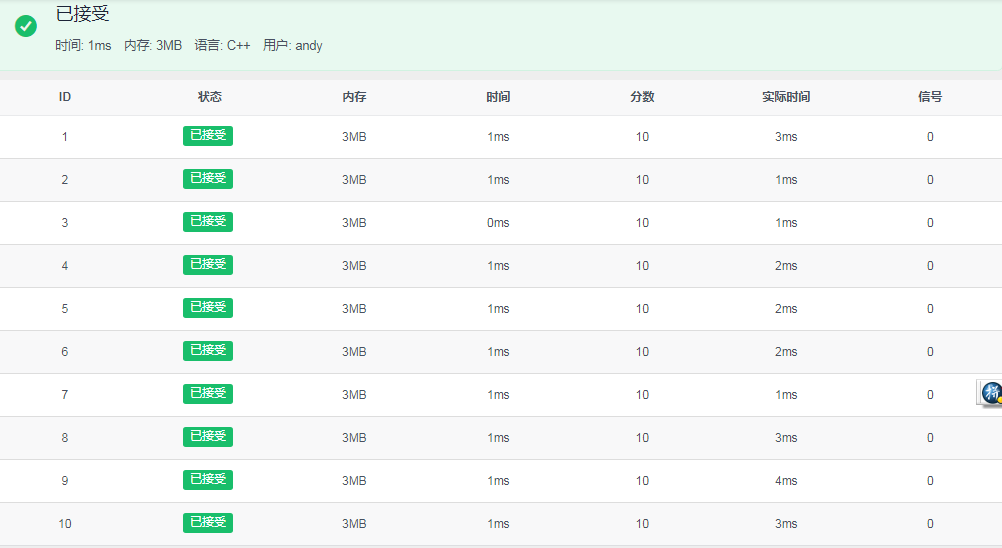 已接受
时间: 1ms 内存: 3MB 语言: C++ 用户: andy
ID 状态 内存 时间 分数 实际时间 信号
1 已接受 3MB 1ms 10 3ms 0
2 已接受 3MB 1ms 10 1ms 0
3 已接受 3MB 0ms 10 1ms 0
4 已接受 3MB 1ms 10 2ms 0
5 已接受 3MB 1ms 10 2ms 0
6 已接受 3MB 1ms 10 2ms 0
7 已接受 3MB 1ms 10 1ms 0
拼
8 已接受 3MB 1ms 10 3ms 0
9 已接受 3MB 1ms 10 4ms 0
10 已接受 3MB 1ms 10 3ms 0